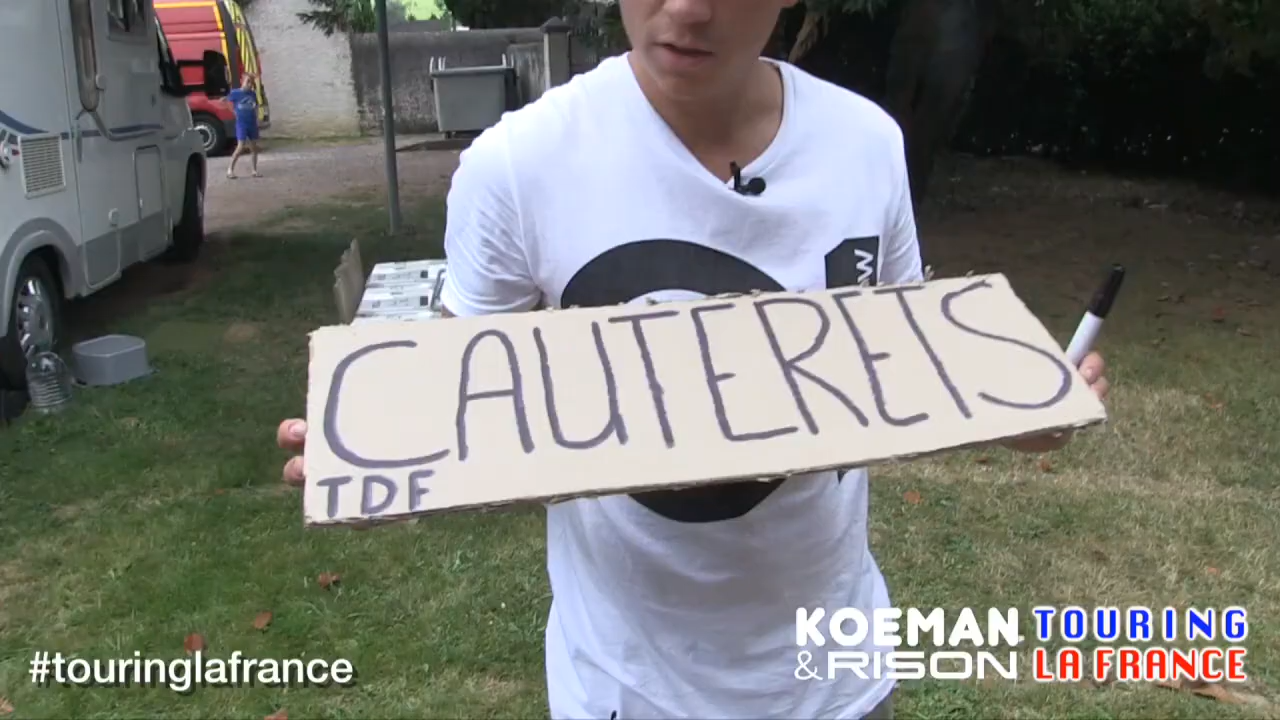 W
CAUTERETS
TDF
#touringlafrance
KOEMAN
&RISON
TOURING
LA FRANCE